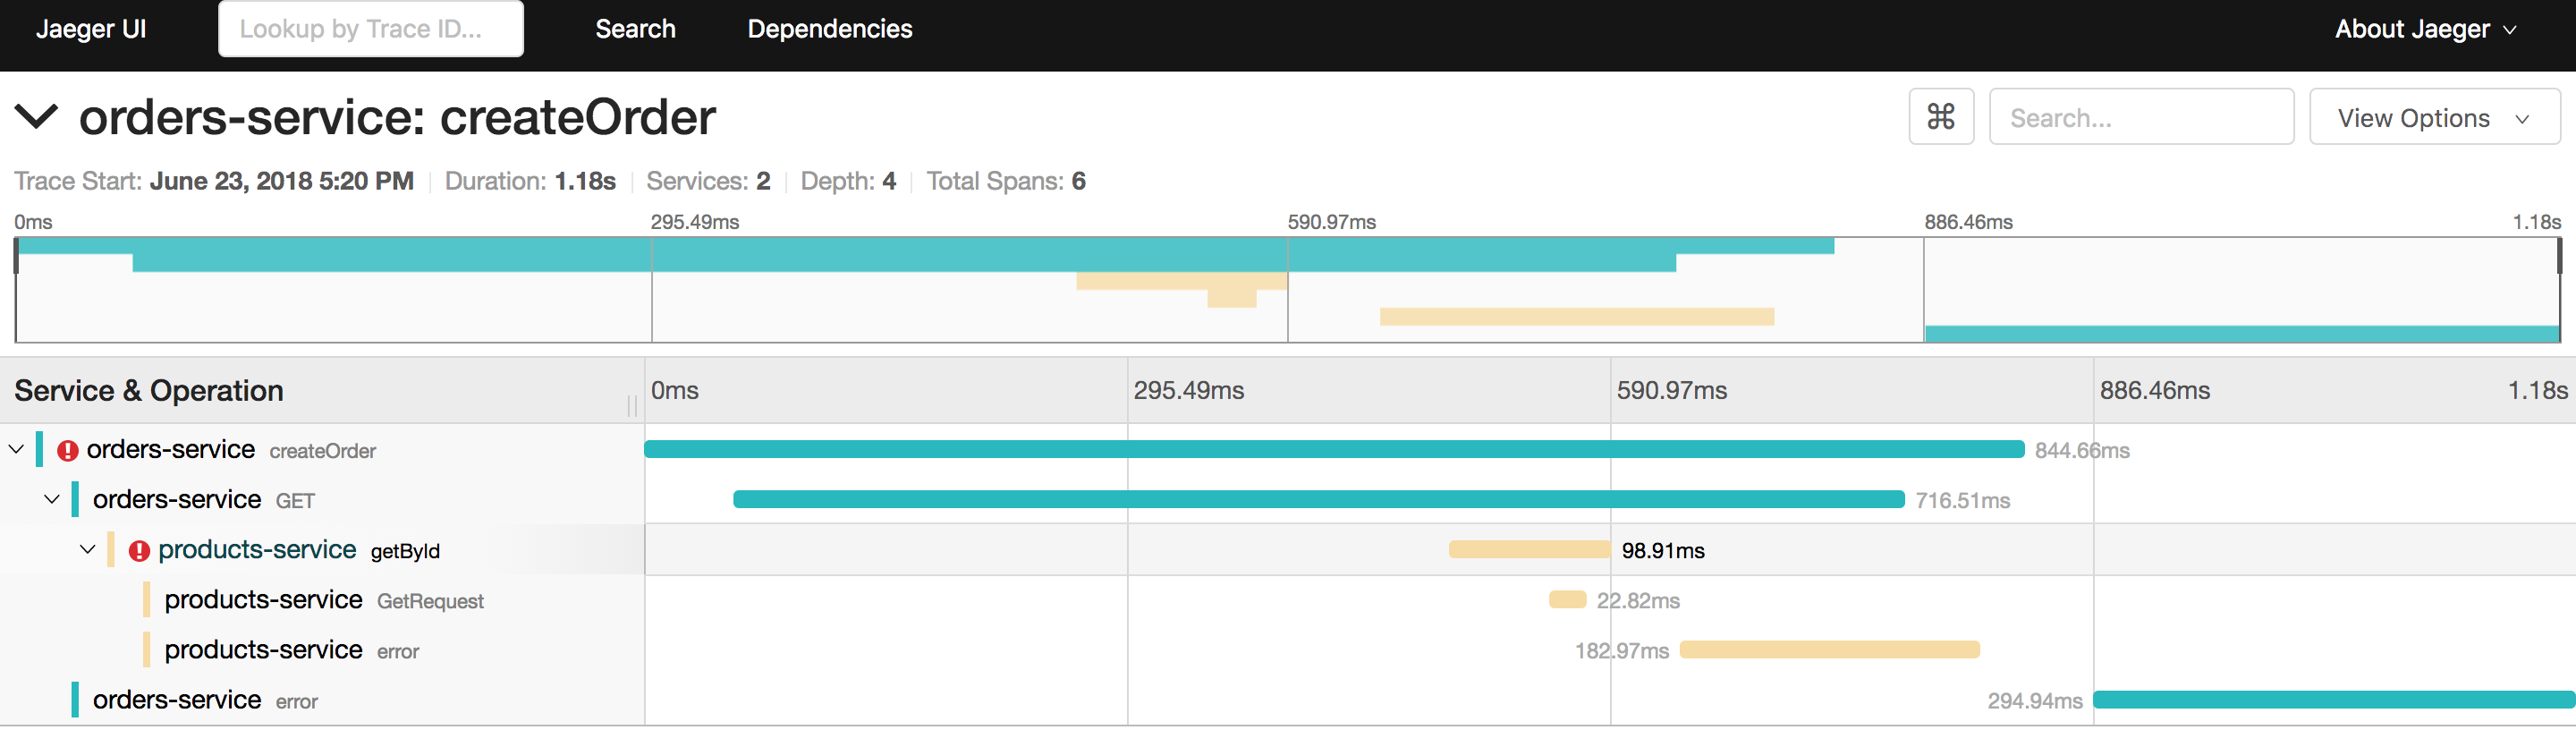 Jaeger UI Lookup by Trace ID... Search Dependencies About Jaeger
orders-service: createOrder ⌘ Search... View Options
Trace Start: June 23, 2018 5:20 PM Duration: 1.18s Services: 2 Depth: 4 Total Spans: 6
0ms 295.49ms 590.97ms 886.46ms 1.18s
Service & Operation 0ms 295.49ms 590.97ms 886.46ms 1.18s
orders-service createOrder 844.66ms
orders-service GET 716.51ms
products-service getById 98.91ms
products-service GetRequest 22.82ms
products-service error 182.97ms
orders-service error 294.94ms